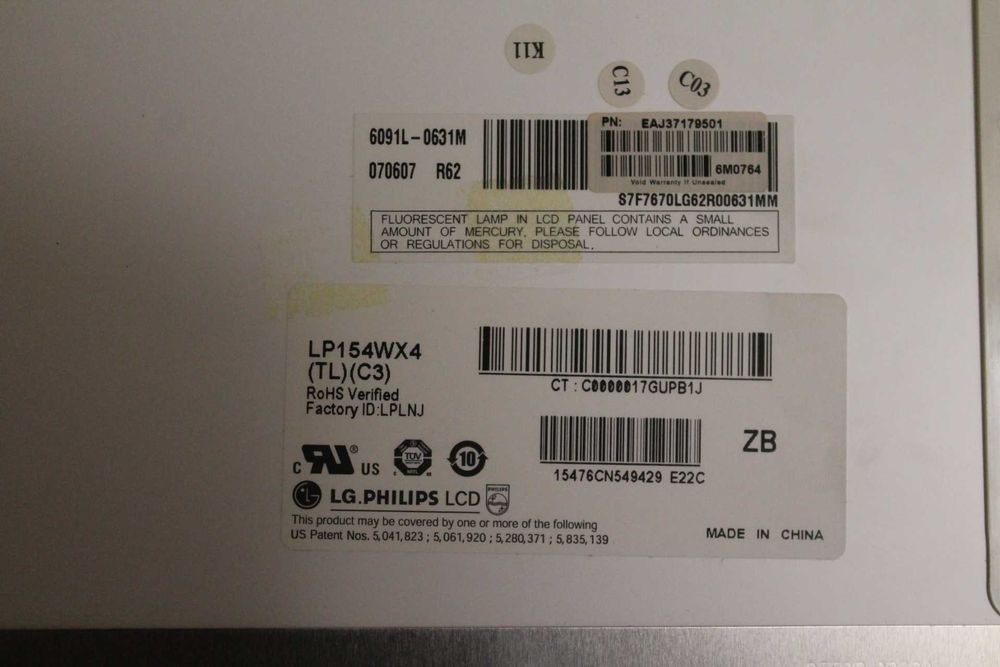 K11
C13
C03
6091L-0631M
070607 R62
PN: EAJ37179501
6M0764
Void Warranty If Unsealed
S7F7670LG62R00631MM
FLUORESCENT LAMP IN LCD PANEL CONTAINS A SMALL
AMOUNT OF MERCURY, PLEASE FOLLOW LOCAL ORDINANCES
OR REGULATIONS FOR DISPOSAL.
LP154WX4
(TL)(C3)
RoHS Verified
Factory ID:LPLNJ
CT : C0000017GUPB1J
15476CN549429 E22C
ZB
C RU ® US
TÜV
10
LG.PHILIPS LCD
PHILIPS
This product may be covered by one or more of the following
US Patent Nos. 5,041,823 ; 5,061,920 ; 5,280,371 ; 5,835,139
MADE IN CHINA